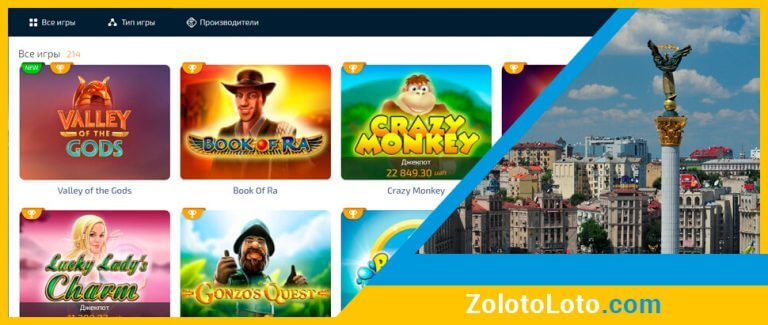 Все игры
Тип игры
Производители
Все игры 214
NEW
VALLEY
OF THE
GODS
BOOK OF RA
CRAZY
MONKEY
Джекпот
22 849.30 uah
Valley of the Gods
Book Of Ra
Crazy Monkey
Lucky Lady's
Charm
Джекпот
GONZO'S QUEST
ZolotoLoto.com